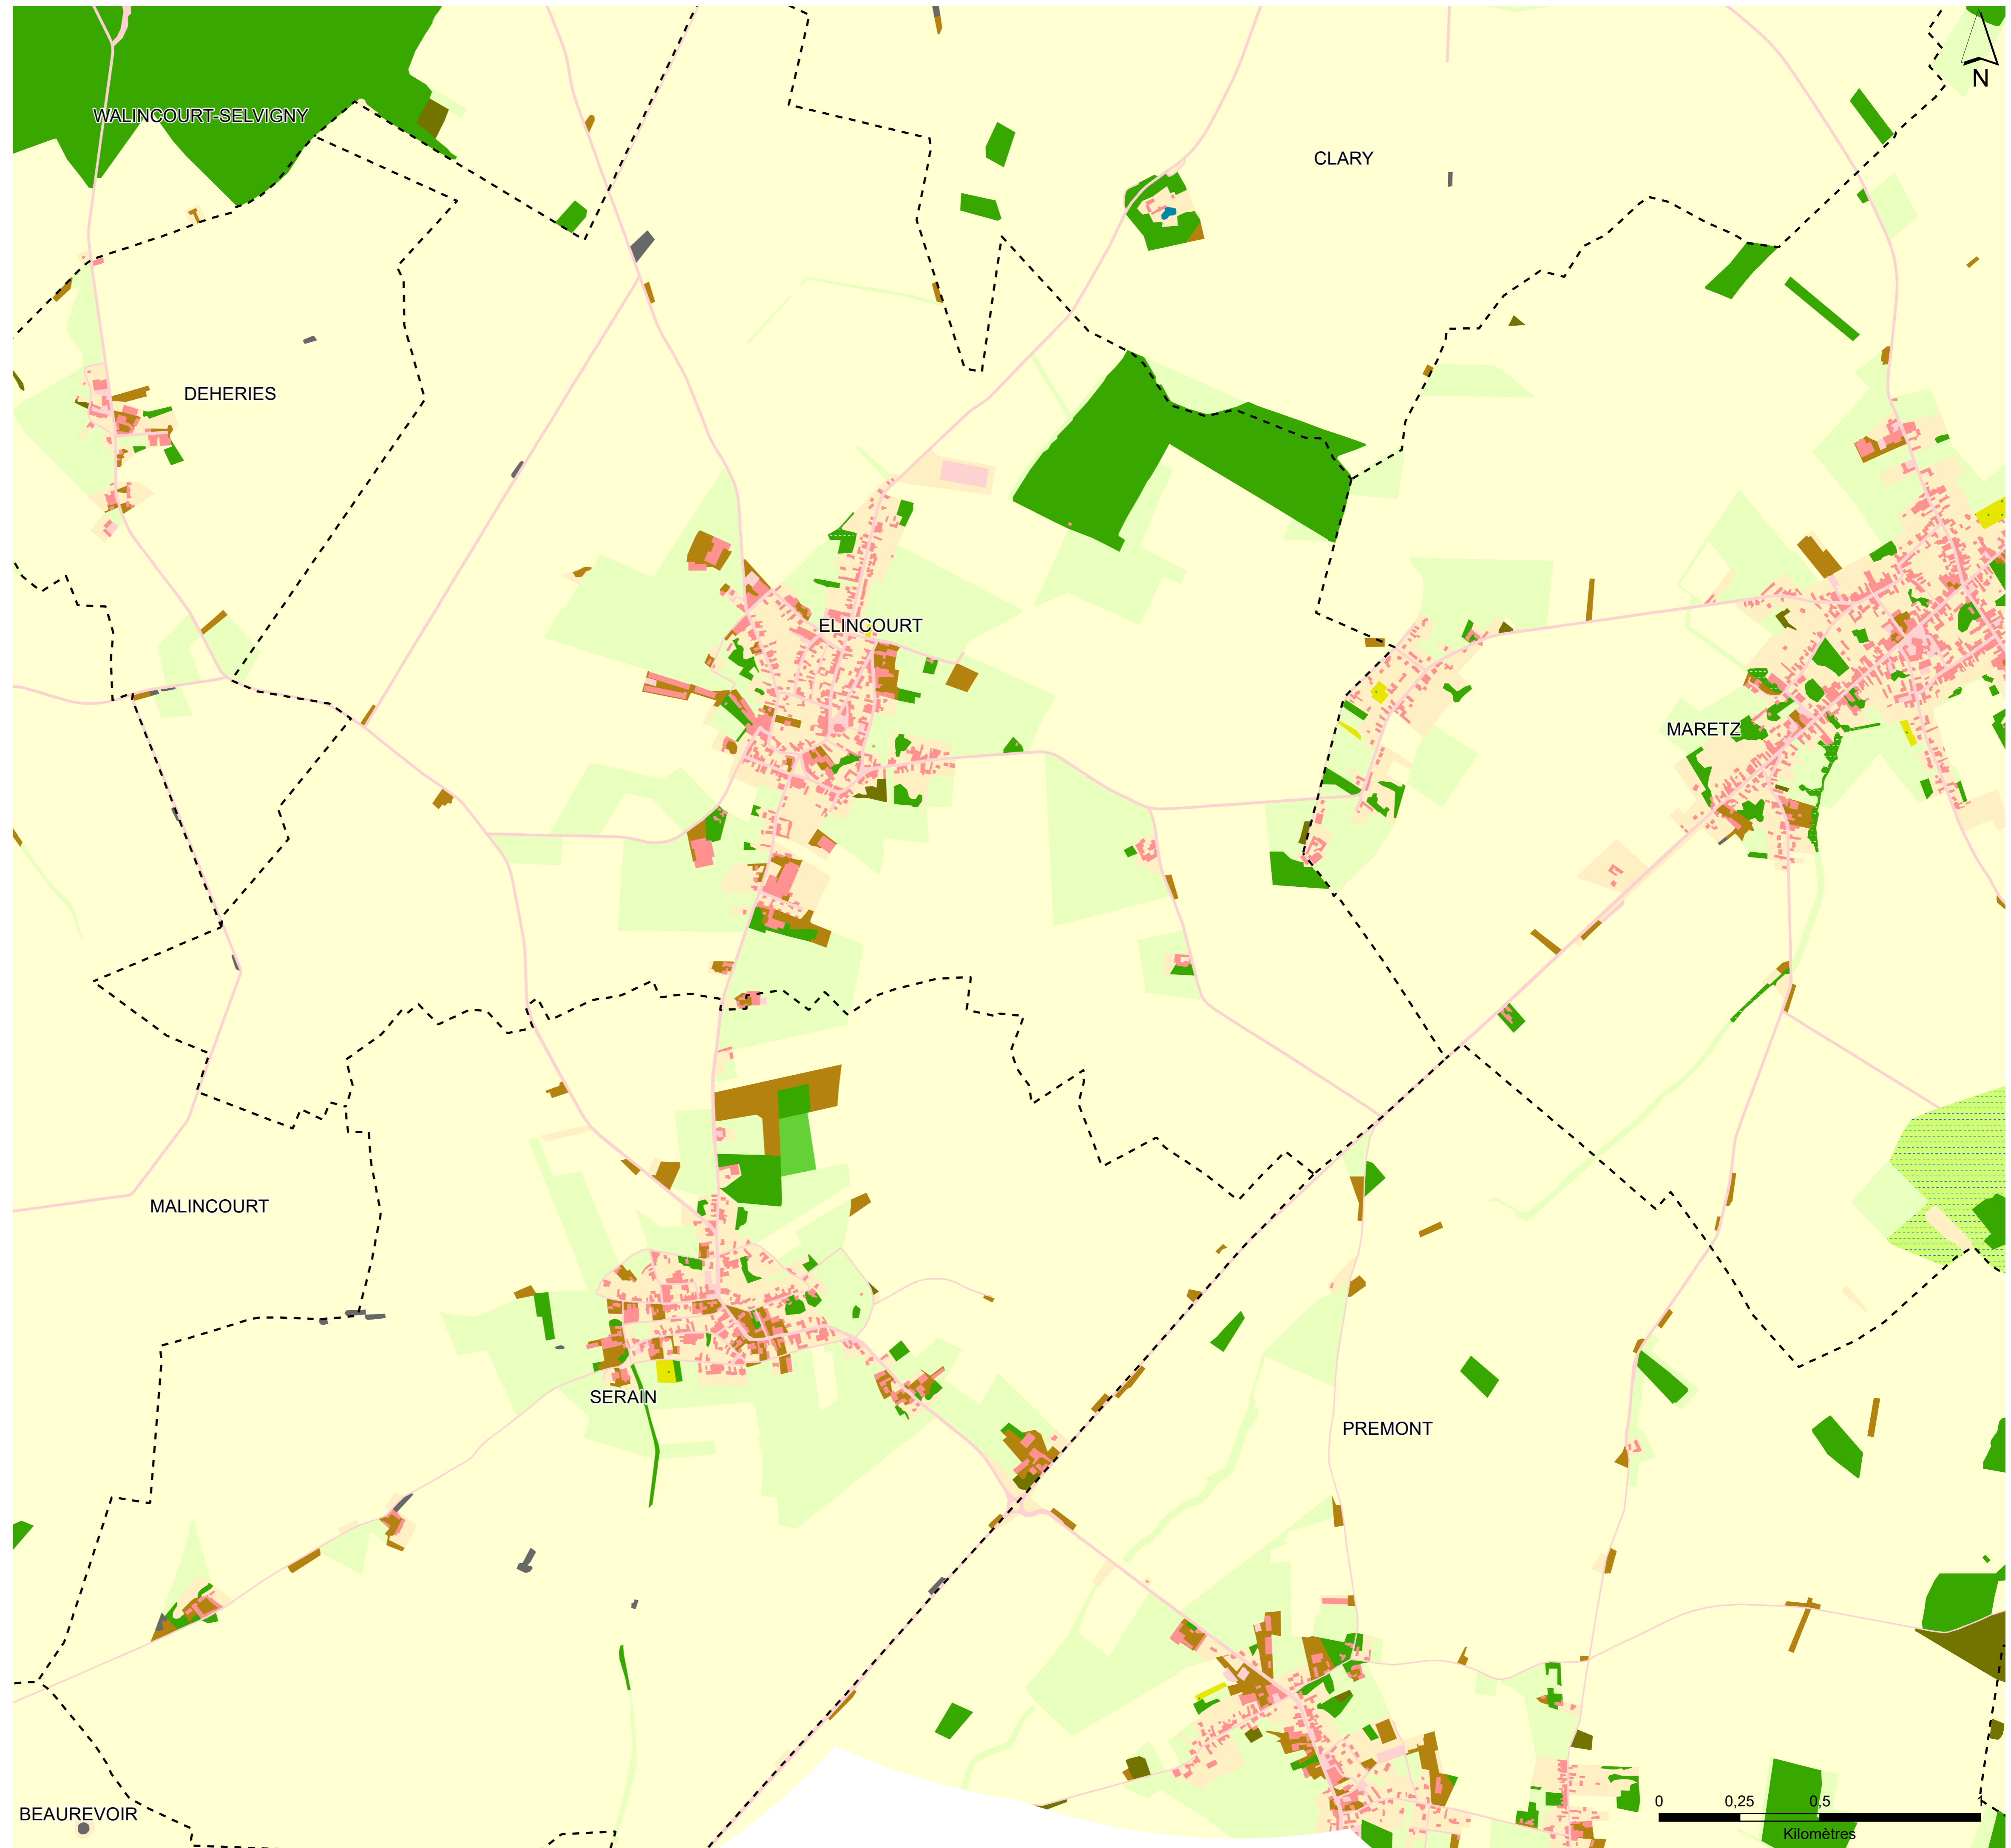 N
WALINCOURT-SELVIGNY
CLARY
DEHERIES
ELINCOURT
MARETZ
MALINCOURT
SERAIN
PREMONT
BEAUREVOIR
0 0,25 0,5 1
Kilomètres